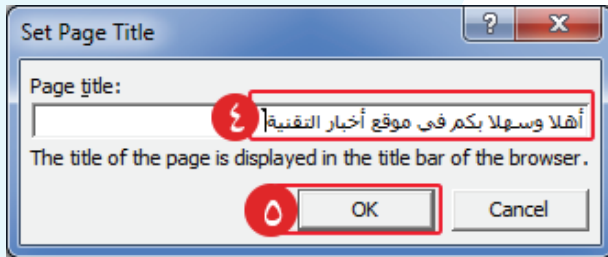 Set Page Title
Page title:
أهلا وسهلا بكم في موقع أخبار التقنية
٤
The title of the page is displayed in the title bar of the browser.
٥
OK
Cancel